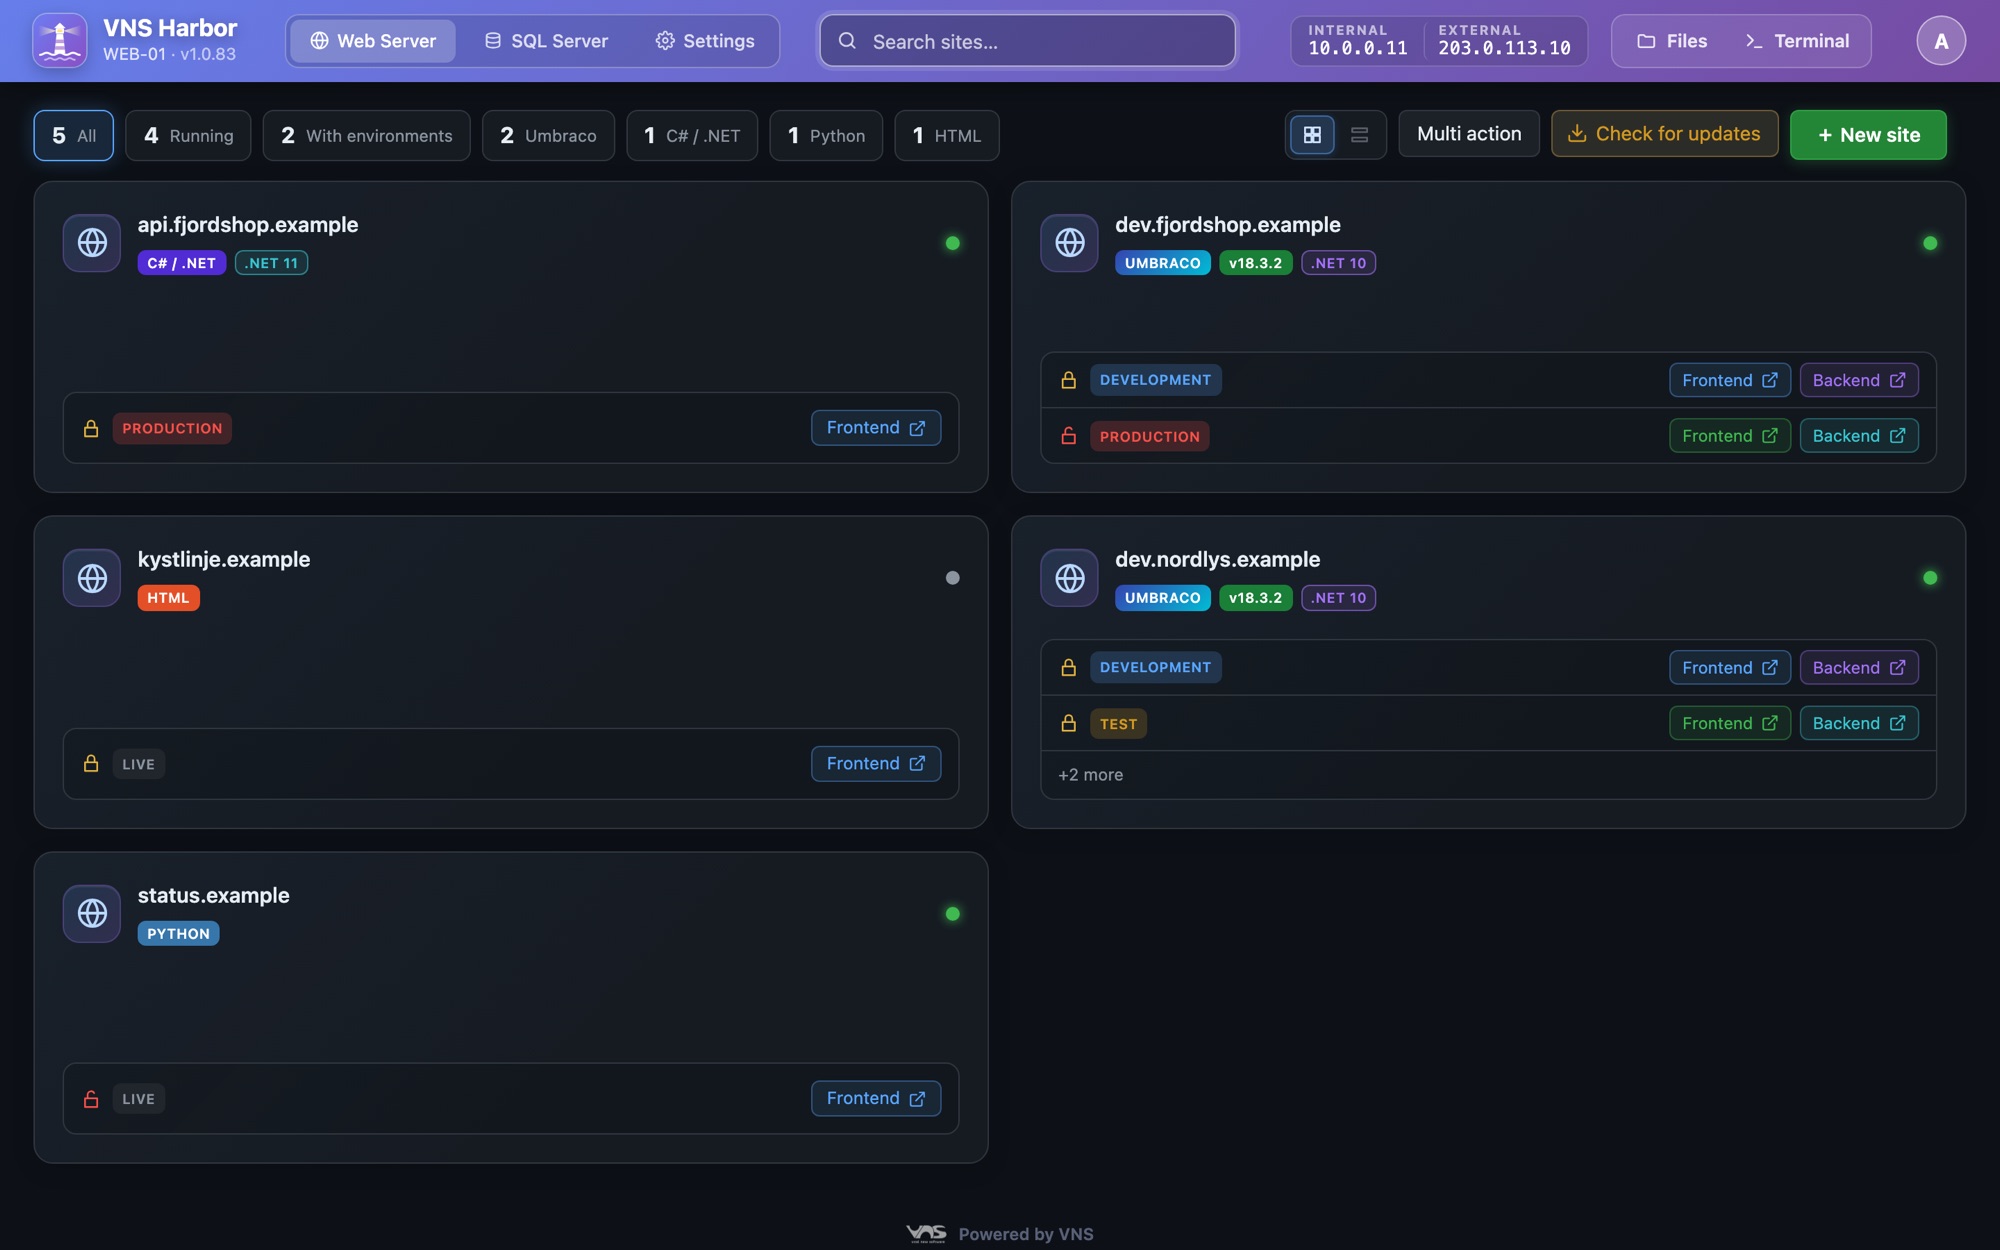 VNS Harbor
WEB-01 · v1.0.83
Web Server
SQL Server
Settings
Search sites...
INTERNAL
10.0.0.11
EXTERNAL
203.0.113.10
Files
Terminal
A
5 All
4 Running
2 With environments
2 Umbraco
1 C# / .NET
1 Python
1 HTML
Multi action
Check for updates
+ New site
api.fjordshop.example
C# / .NET .NET 11
PRODUCTION
Frontend
dev.fjordshop.example
UMBRACO v18.3.2 .NET 10
DEVELOPMENT Frontend Backend
PRODUCTION Frontend Backend
kystlinje.example
HTML
LIVE
Frontend
dev.nordlys.example
UMBRACO v18.3.2 .NET 10
DEVELOPMENT Frontend Backend
TEST Frontend Backend
+2 more
status.example
PYTHON
LIVE
Frontend
VNS
Powered by VNS